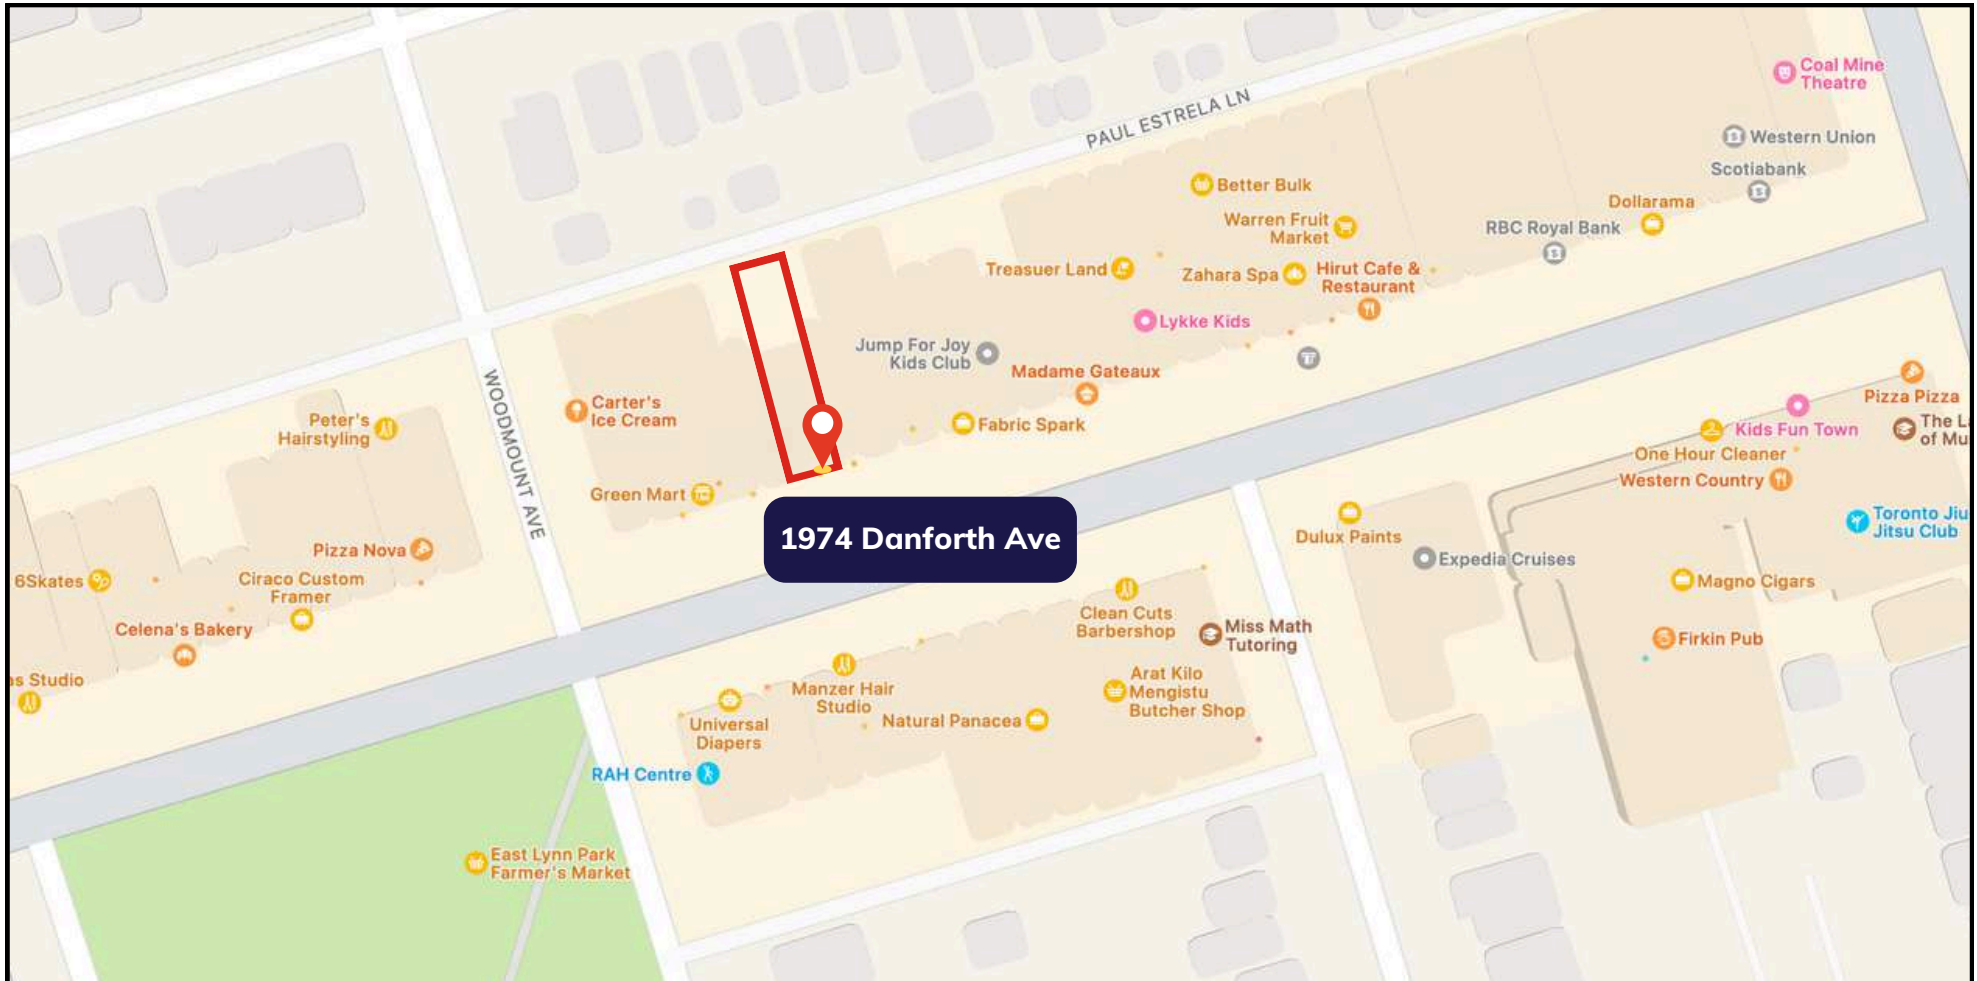 Coal Mine
Theatre
PAUL ESTRELA LN
Western Union
Scotiabank
Better Bulk
Dollarama
Warren Fruit
Market
RBC Royal Bank
Treasuer Land
Zahara Spa
Hirut Cafe &
Restaurant
Lykke Kids
Jump For Joy
Kids Club
Madame Gateaux
WOODMOUNT AVE
Carter's
Ice Cream
Peter's
Hairstyling
Fabric Spark
Pizza Pizza
Kids Fun Town
The L
of Mu
One Hour Cleaner
Western Country
Green Mart
1974 Danforth Ave
Dulux Paints
Toronto Jiu
Jitsu Club
Pizza Nova
Expedia Cruises
6Skates
Ciraco Custom
Framer
Magno Cigars
Clean Cuts
Barbershop
Miss Math
Tutoring
Celena's Bakery
Firkin Pub
as Studio
Manzer Hair
Studio
Arat Kilo
Mengistu
Butcher Shop
Universal
Diapers
Natural Panacea
RAH Centre
East Lynn Park
Farmer's Market